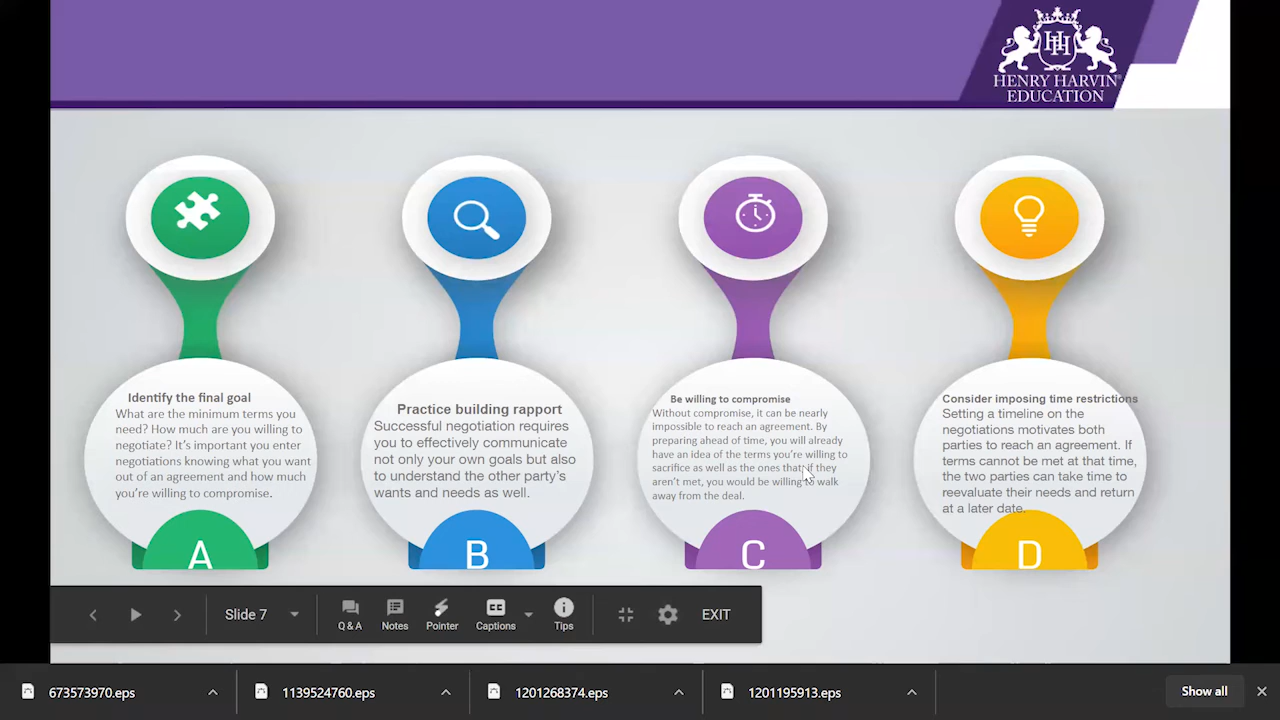 HENRY HARVIN®
EDUCATION
Identify the final goal
What are the minimum terms you
need? How much are you willing to
negotiate? It's important you enter
negotiations knowing what you want
out of an agreement and how much
you're willing to compromise.
A
Practice building rapport
Successful negotiation requires
you to effectively communicate
not only your own goals but also
to understand the other party's
wants and needs as well.
B
Be willing to compromise
Without compromise, it can be nearly
impossible to reach an agreement. By
preparing ahead of time, you will already
have an idea of the terms you're willing to
sacrifice as well as the ones that if they
aren't met, you would be willing to walk
away from the deal.
C
Consider imposing time restrictions
Setting a timeline on the
negotiations motivates both
parties to reach an agreement. If
terms cannot be met at that time,
the two parties can take time to
reevaluate their needs and return
at a later date.
D
Slide 7
Q & A
Notes
Pointer
CC
Captions
Tips
EXIT
673573970.eps
1139524760.eps
1201268374.eps
1201195913.eps
Show all